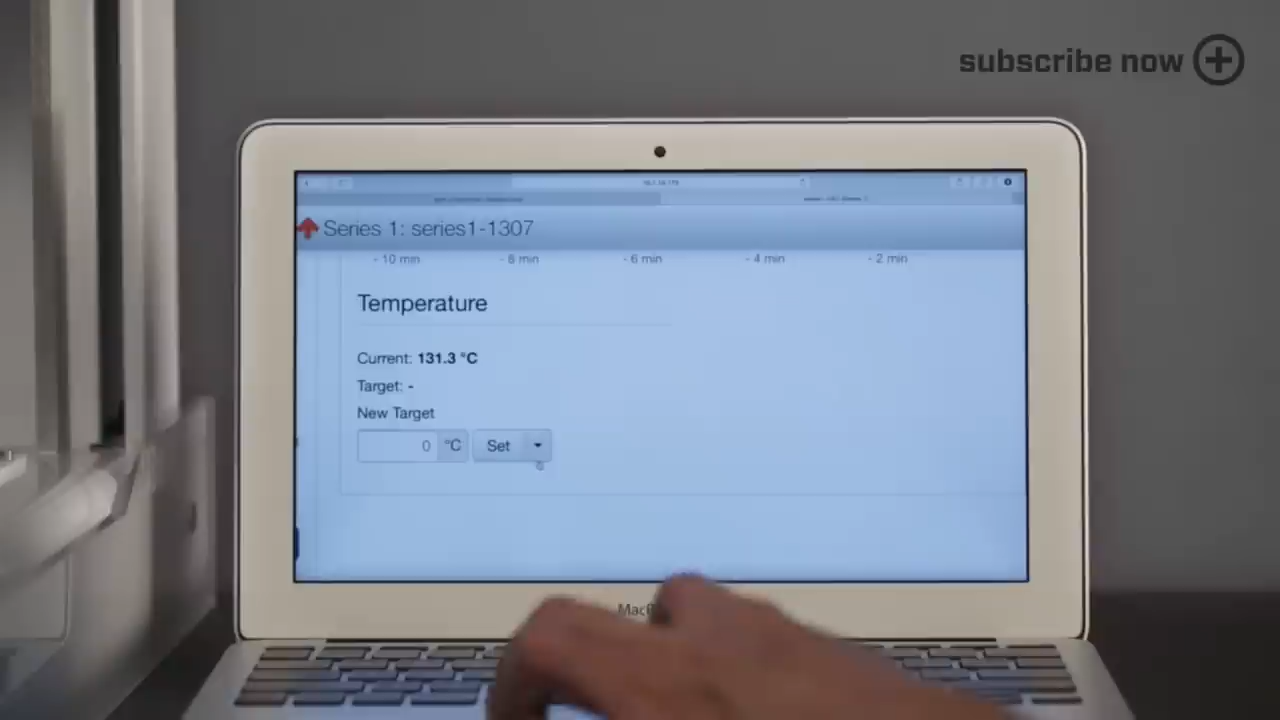 subscribe now
Series 1: series1-1307
- 10 min - 8 min - 6 min - 4 min - 2 min
Temperature
Current: 131.3 °C
Target: -
New Target
0 °C Set